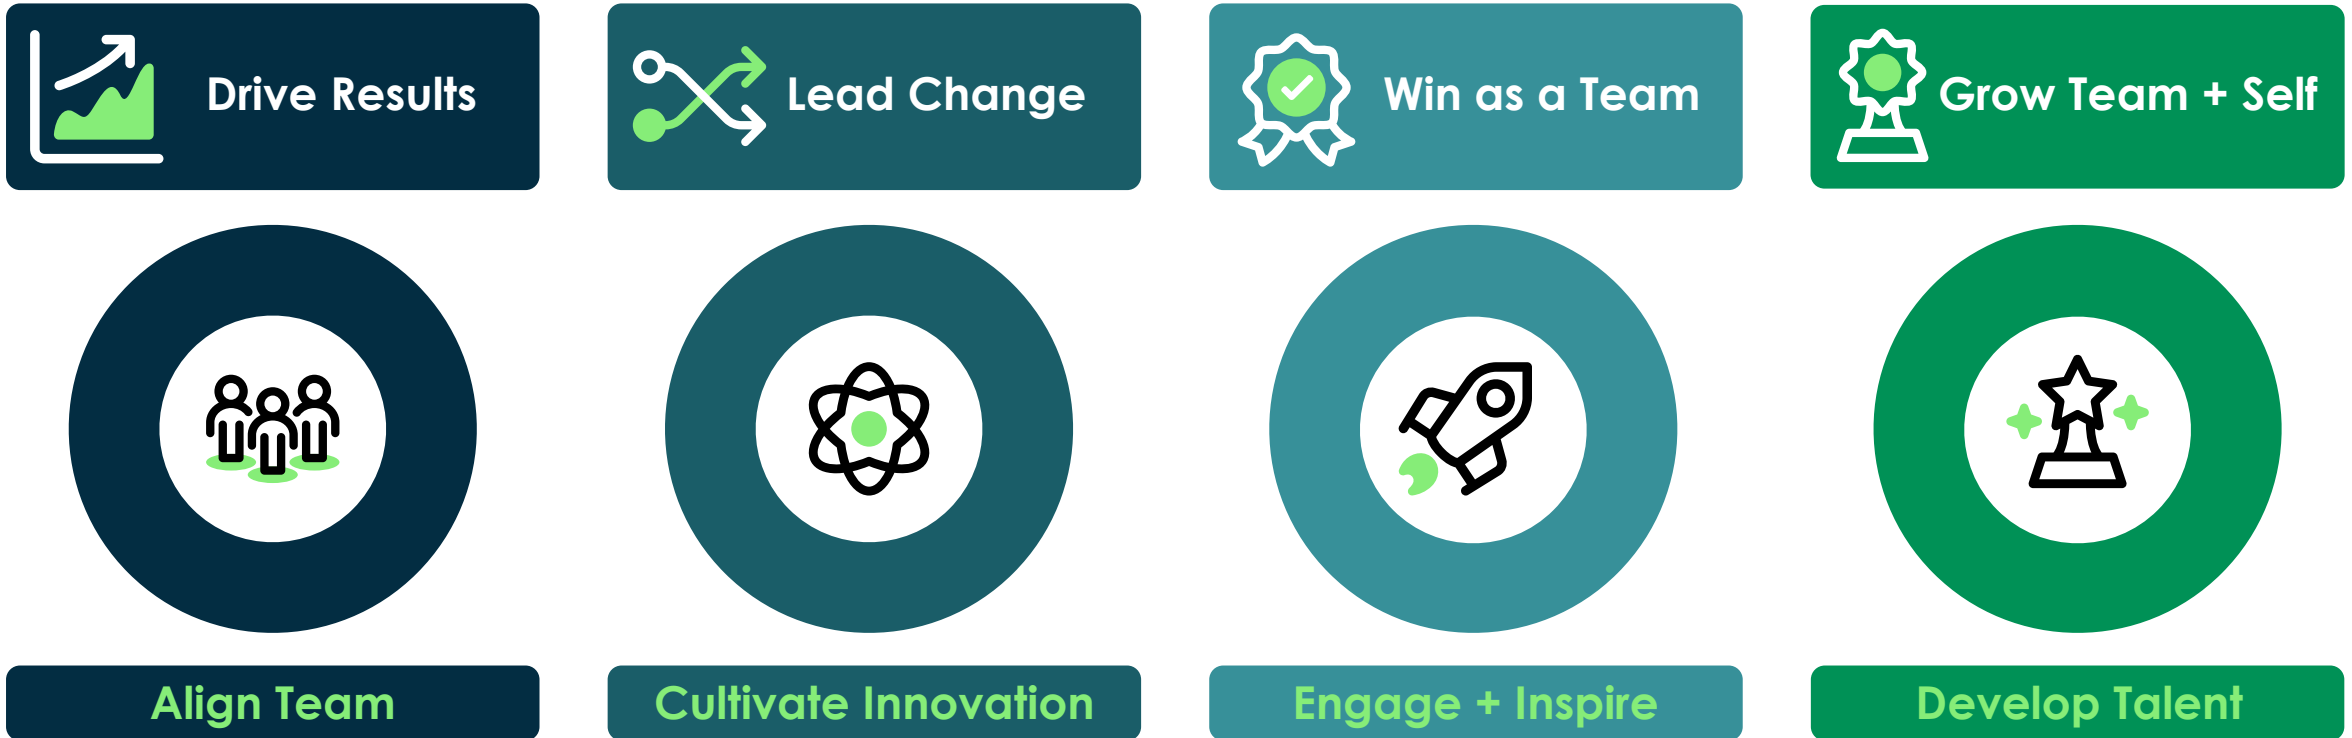 Drive Results
Lead Change
Win as a Team
Grow Team + Self
Align Team
Cultivate Innovation
Engage + Inspire
Develop Talent